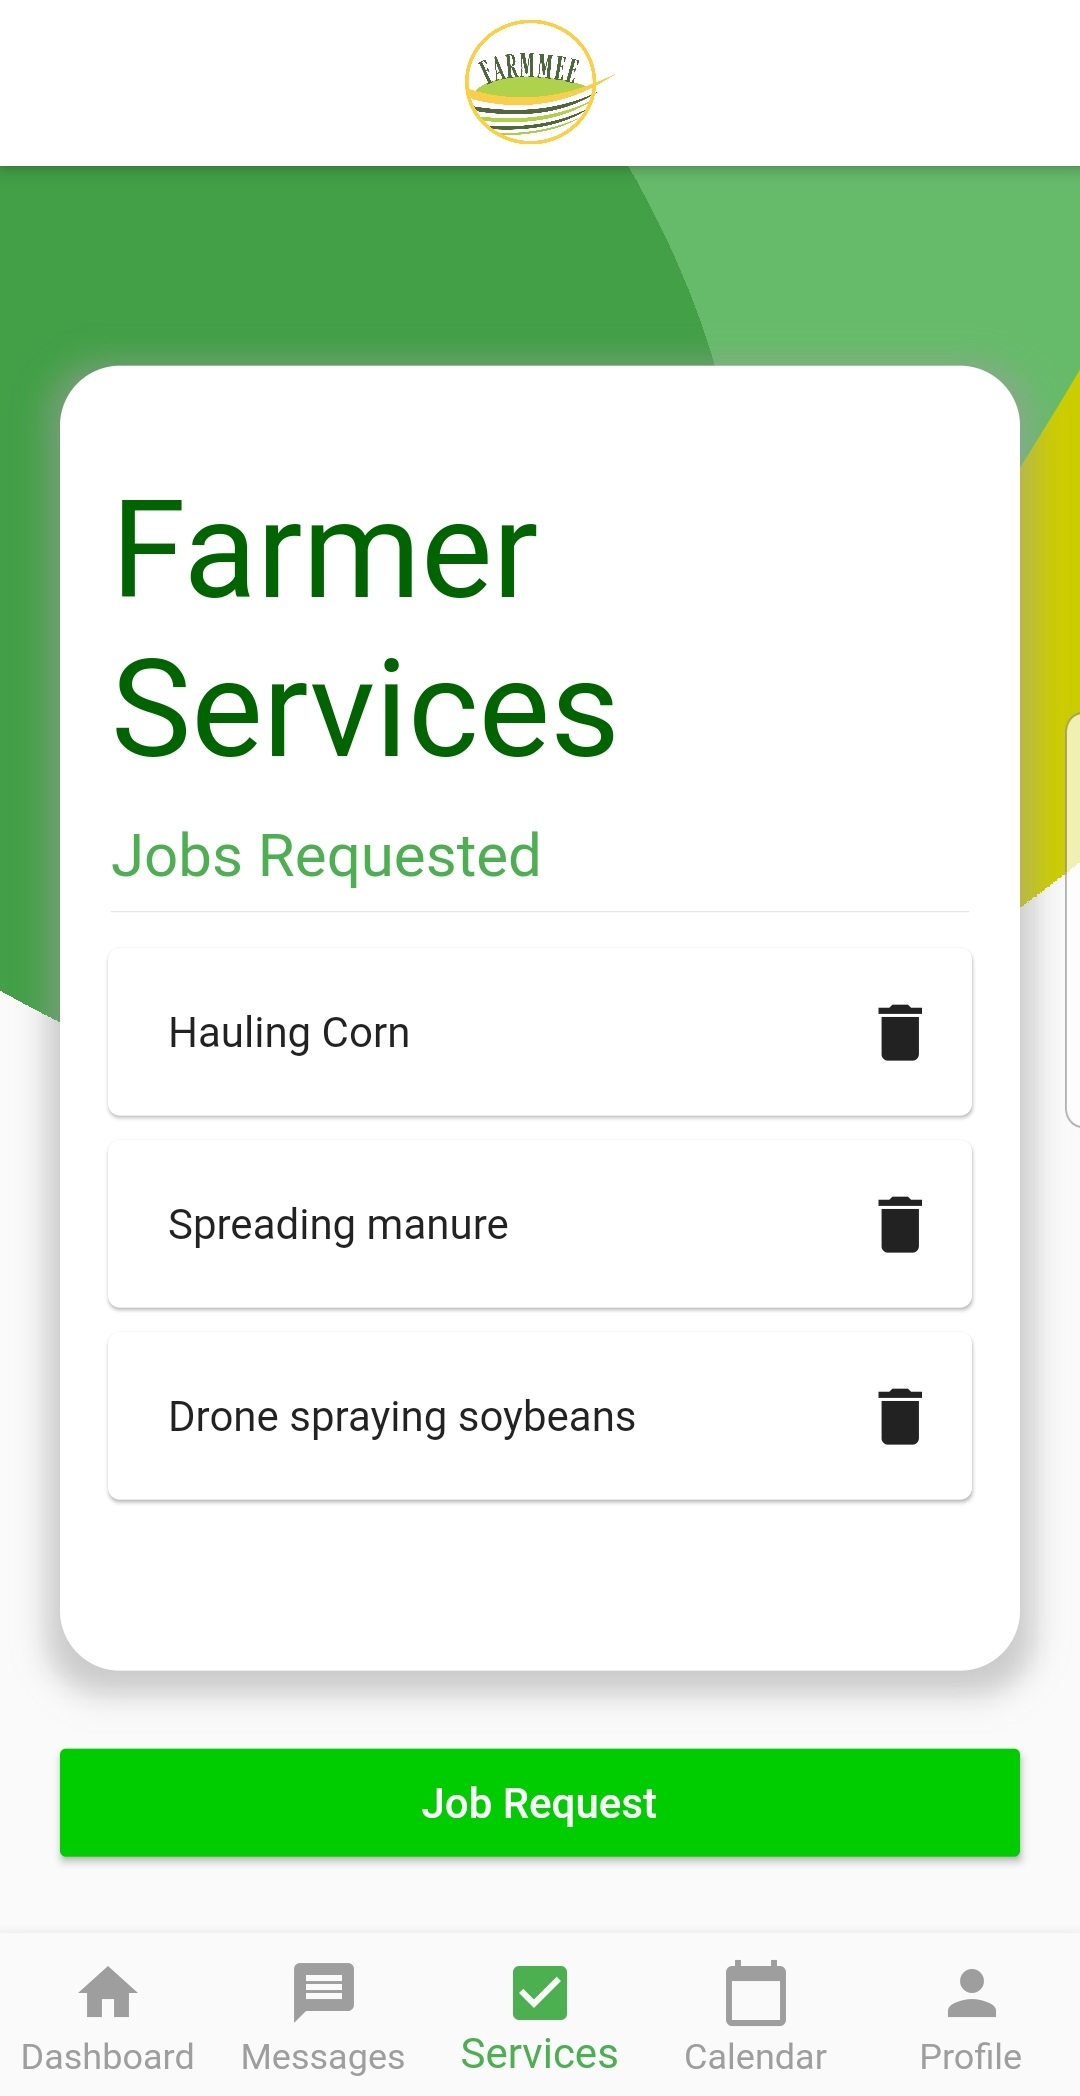 FARMMEE
Farmer
Services
Jobs Requested
Hauling Corn
Spreading manure
Drone spraying soybeans
Job Request
Dashboard
Messages
Services
Calendar
Profile